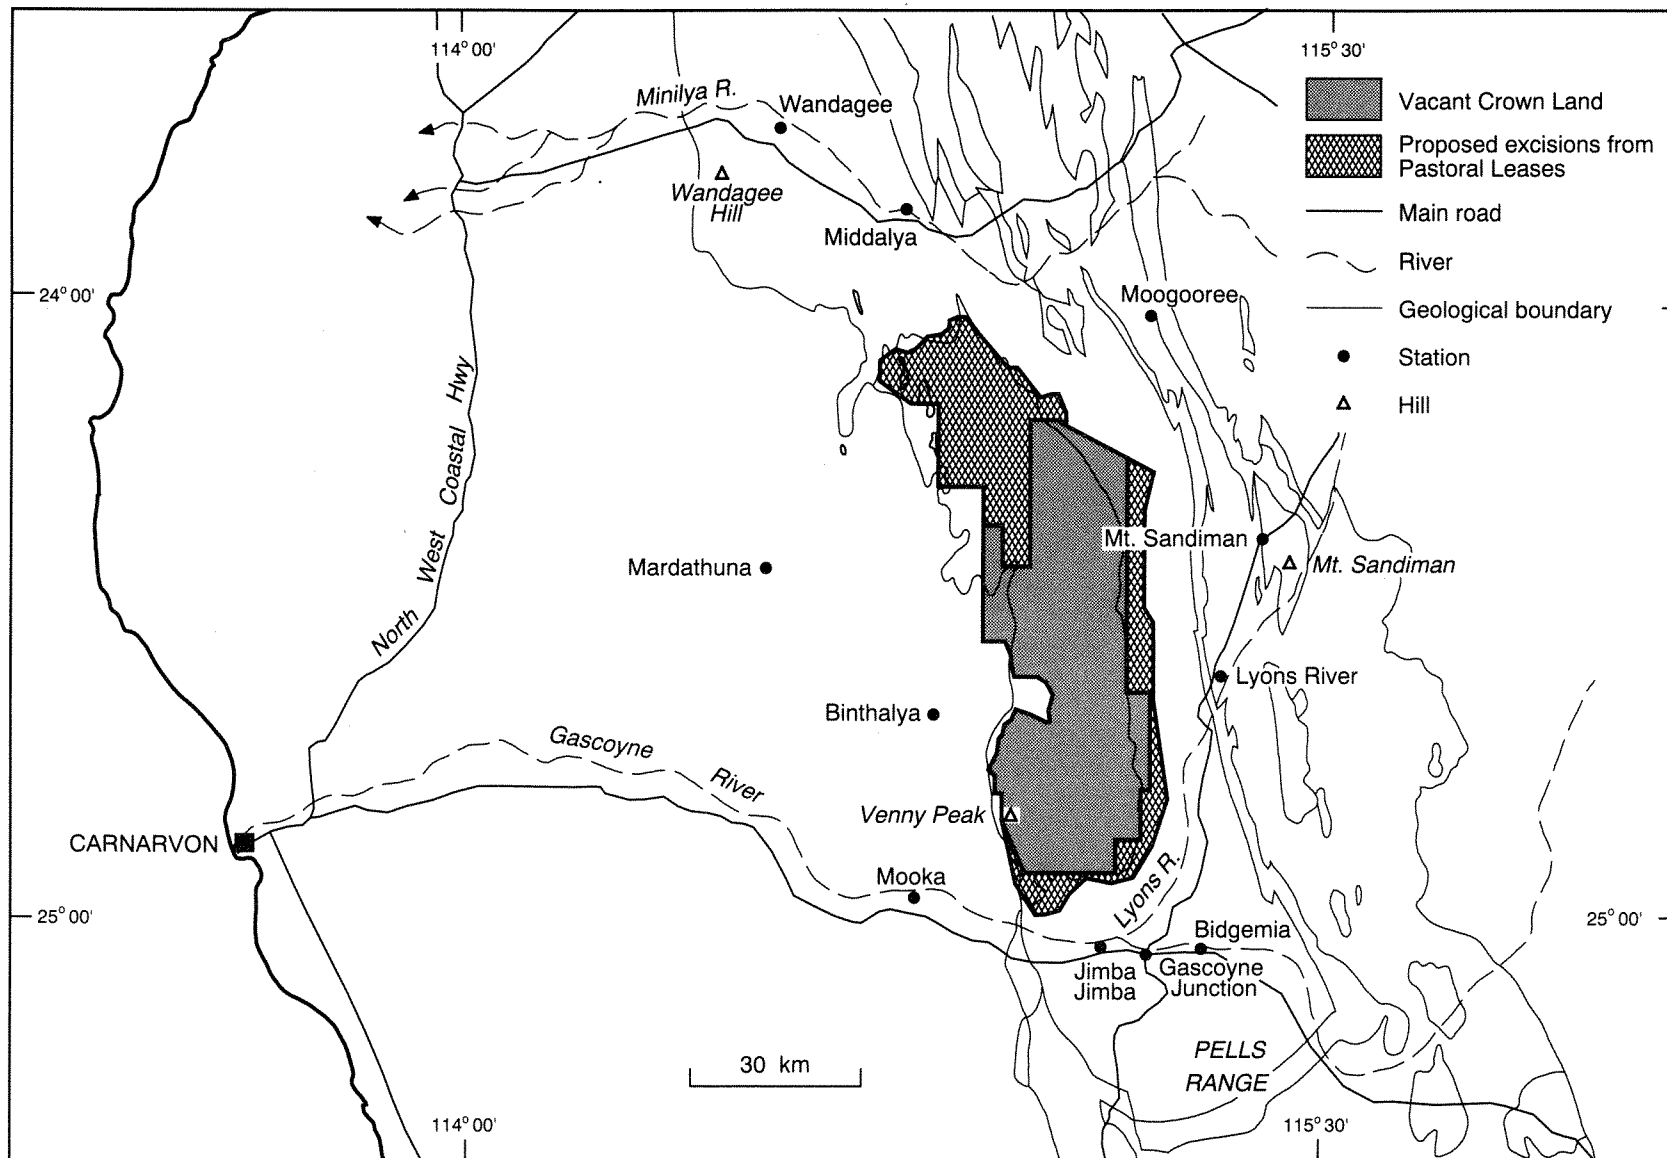 114° 00'
115° 30'
Minilya R.
Wandagee
Vacant Crown Land
Proposed excisions from
Pastoral Leases
Wandagee
Hill
Main road
Middalya
River
24° 00'
Moogooree
Geological boundary
Station
Hill
North West Coastal Hwy
Mt. Sandiman
Mt. Sandiman
Mardathuna
Lyons River
Binthalya
Gascoyne River
Venny Peak
CARNARVON
Mooka
Lyons R.
25° 00'
25° 00'
Bidgemia
Jimba
Jimba
Gascoyne
Junction
30 km
PELLS
RANGE
114° 00'
115° 30'